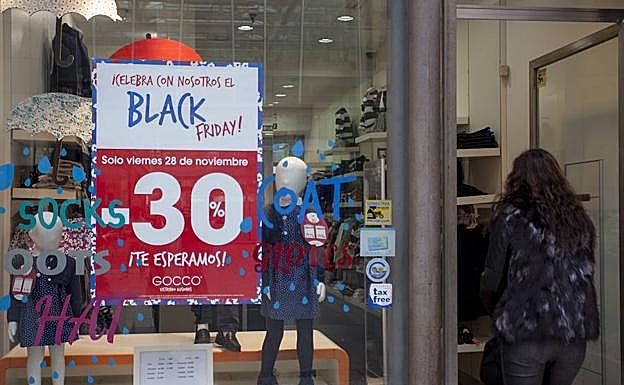 ¡CELEBRA CON NOSOTROS EL
BLACK
FRIDAY!
Solo viernes 28 de noviembre
-30%
¡TE ESPERAMOS!
GOCCO
SOCKS
BOOTS
HAT
COAT
GLOVES
tax
free